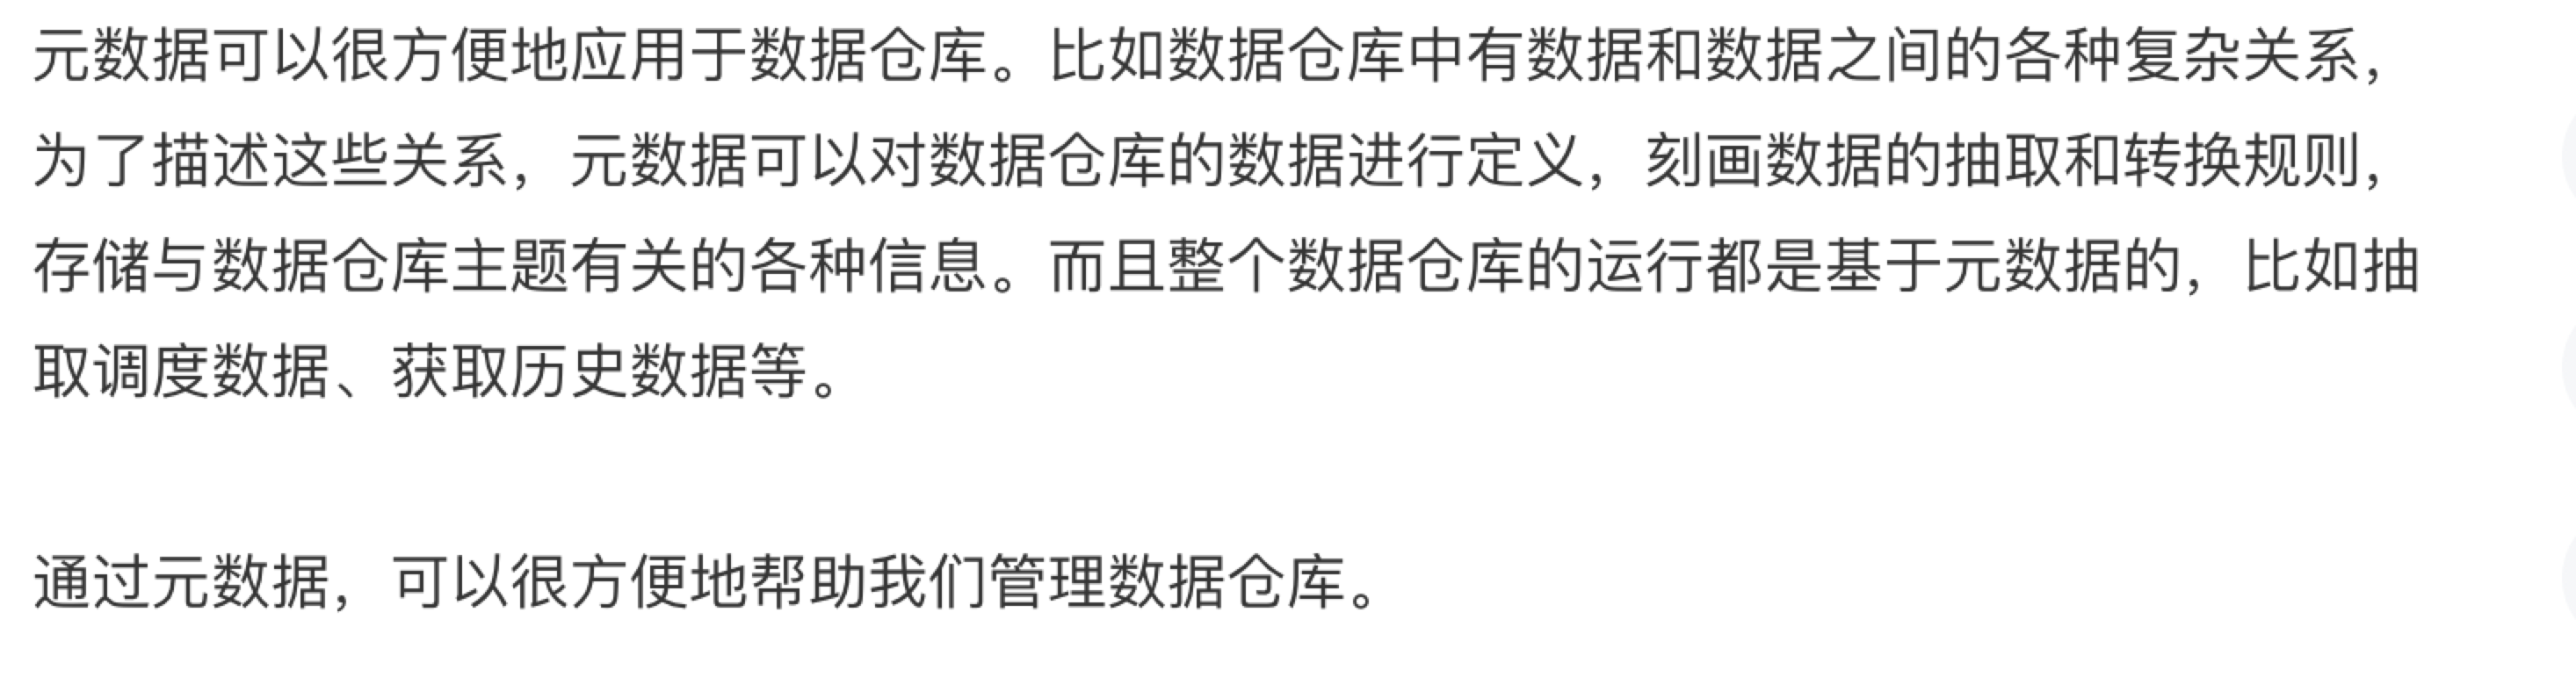 元数据可以很方便地应用于数据仓库。比如数据仓库中有数据和数据之间的各种复杂关系，
为了描述这些关系，元数据可以对数据仓库的数据进行定义，刻画数据的抽取和转换规则，
存储与数据仓库主题有关的各种信息。而且整个数据仓库的运行都是基于元数据的，比如抽
取调度数据、获取历史数据等。
通过元数据，可以很方便地帮助我们管理数据仓库。